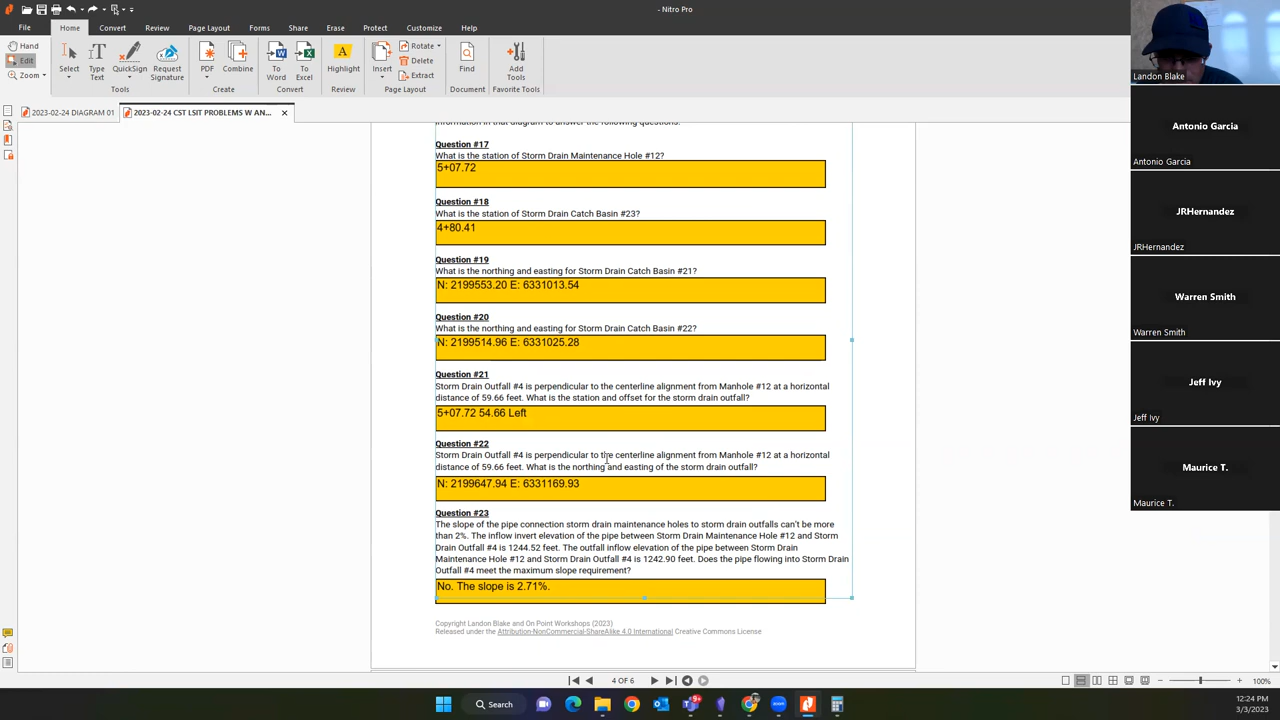 - Nitro Pro
File
Home
Convert
Review
Page Layout
Forms
Share
Erase
Protect
Customize
Help
Hand
Edit
Zoom
Select
Type Text
QuickSign
Request Signature
PDF
Combine
To Word
To Excel
Highlight
Insert
Rotate
Delete
Extract
Find
Add Tools
Tools
Create
Convert
Review
Page Layout
Document
Favorite Tools
2023-02-24 DIAGRAM 01
2023-02-24 CST LSIT PROBLEMS W AN...
information in that diagram to answer the following questions.
Question #17
What is the station of Storm Drain Maintenance Hole #12?
5+07.72
Question #18
What is the station of Storm Drain Catch Basin #23?
4+80.41
Question #19
What is the northing and easting for Storm Drain Catch Basin #21?
N: 2199553.20 E: 6331013.54
Question #20
What is the northing and easting for Storm Drain Catch Basin #22?
N: 2199514.96 E: 6331025.28
Question #21
Storm Drain Outfall #4 is perpendicular to the centerline alignment from Manhole #12 at a horizontal
distance of 59.66 feet. What is the station and offset for the storm drain outfall?
5+07.72 54.66 Left
Question #22
Storm Drain Outfall #4 is perpendicular to the centerline alignment from Manhole #12 at a horizontal
distance of 59.66 feet. What is the northing and easting of the storm drain outfall?
N: 2199647.94 E: 6331169.93
Question #23
The slope of the pipe connection storm drain maintenance holes to storm drain outfalls can't be more
than 2%. The inflow invert elevation of the pipe between Storm Drain Maintenance Hole #12 and Storm
Drain Outfall #4 is 1244.52 feet. The outfall inflow elevation of the pipe between Storm Drain
Maintenance Hole #12 and Storm Drain Outfall #4 is 1242.90 feet. Does the pipe flowing into Storm Drain
Outfall #4 meet the maximum slope requirement?
No. The slope is 2.71%.
Copyright Landon Blake and On Point Workshops (2023)
Released under the Attribution-NonCommercial-ShareAlike 4.0 International Creative Commons License
4 OF 6
100%
Landon Blake
Antonio Garcia
Antonio Garcia
JRHernandez
JRHernandez
Warren Smith
Warren Smith
Jeff Ivy
Jeff Ivy
Maurice T.
Maurice T.
Search
12:24 PM
3/3/2023